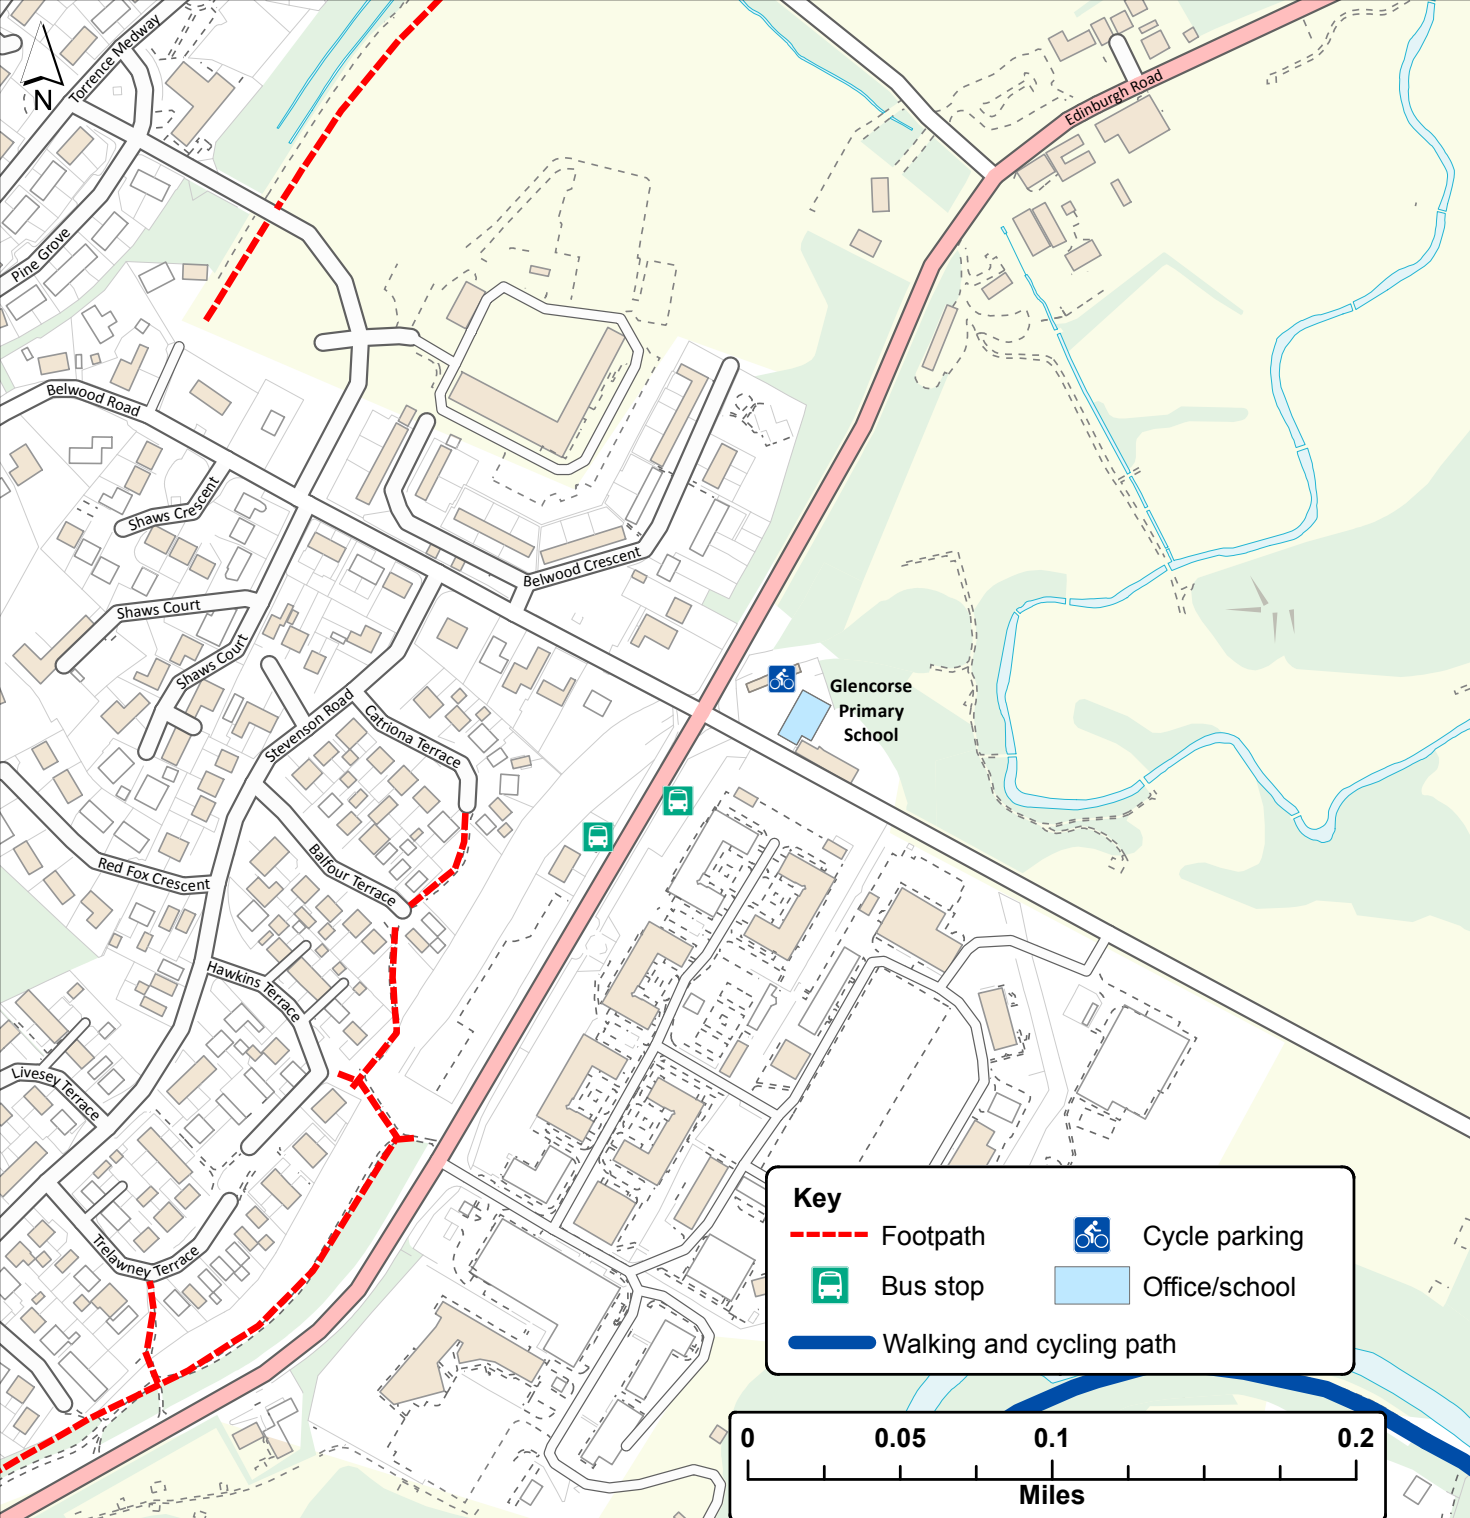 Torrence Medway
N
Edinburgh Road
Pine Grove
Belwood Road
Shaws Crescent
Belwood Crescent
Shaws Court
Shaws Court
Glencorse
Primary
School
Stevenson Road
Catriona Terrace
Red Fox Crescent
Balfour Terrace
Hawkins Terrace
Livesey Terrace
Trelawney Terrace
Key
Footpath
Cycle parking
Bus stop
Office/school
Walking and cycling path
0 0.05 0.1 0.2
Miles